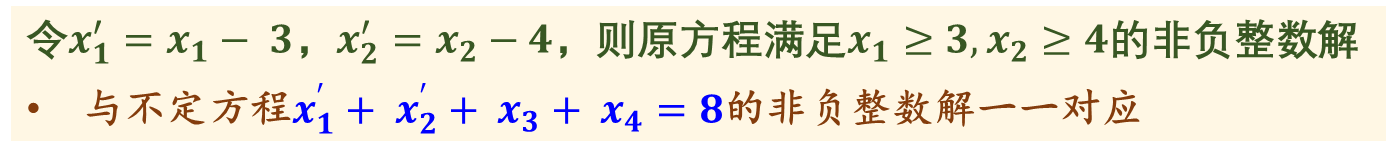 令x₁′ = x₁ − 3，x₂′ = x₂ − 4，则原方程满足x₁ ≥ 3, x₂ ≥ 4的非负整数解
• 与不定方程x₁′ + x₂′ + x₃ + x₄ = 8的非负整数解一一对应